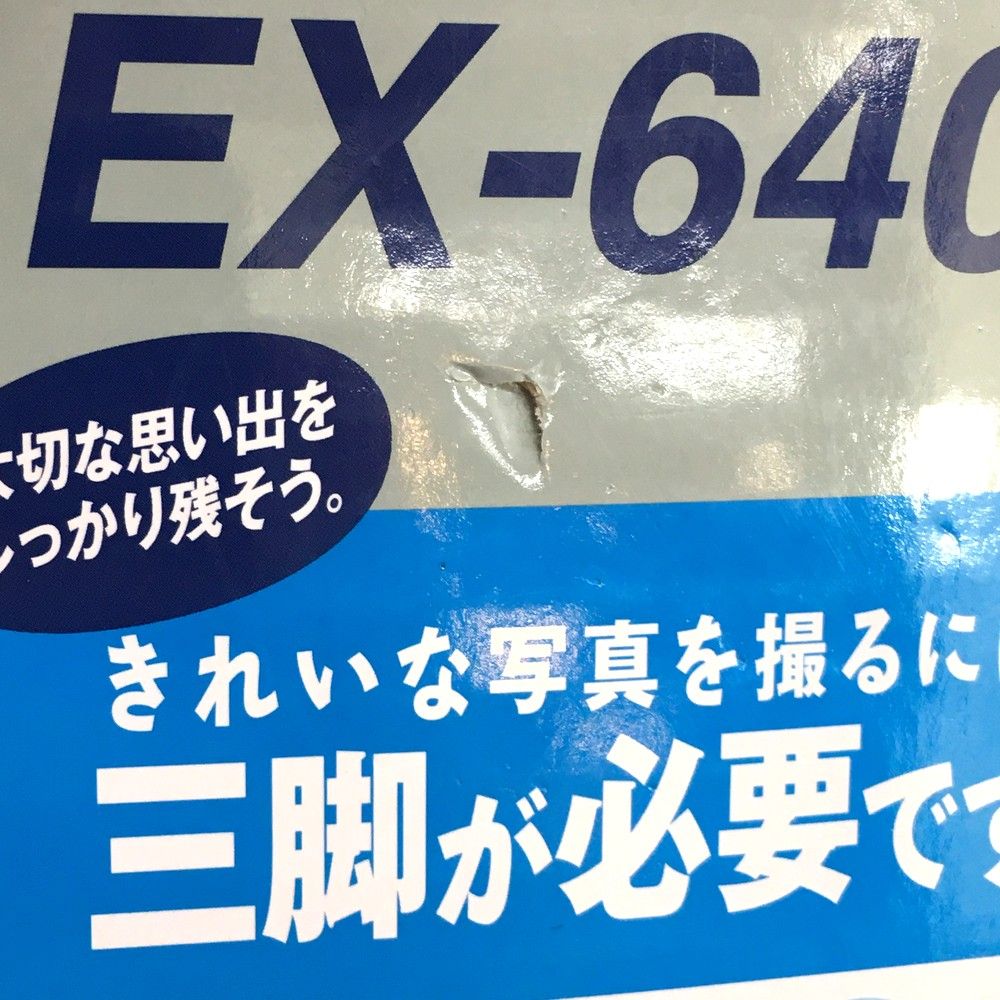 EX-640
大切な思い出を
しっかり残そう。
きれいな写真を撮るに
三脚が必要です